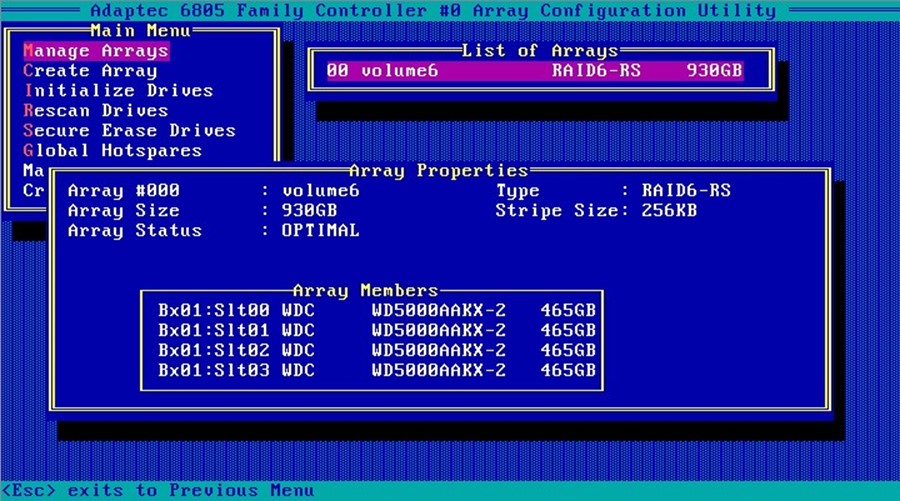 Adaptec 6805 Family Controller #0 Array Configuration Utility
Main Menu
Manage Arrays
Create Array
Initialize Drives
Rescan Drives
Secure Erase Drives
Global Hotspares
Ma
Cr
List of Arrays
00 volume6 RAID6-RS 930GB
Array Properties
Array #000 : volume6 Type : RAID6-RS
Array Size : 930GB Stripe Size: 256KB
Array Status : OPTIMAL
Array Members
Bx01:Slt00 WDC WD5000AAKX-2 465GB
Bx01:Slt01 WDC WD5000AAKX-2 465GB
Bx01:Slt02 WDC WD5000AAKX-2 465GB
Bx01:Slt03 WDC WD5000AAKX-2 465GB
<Esc> exits to Previous Menu